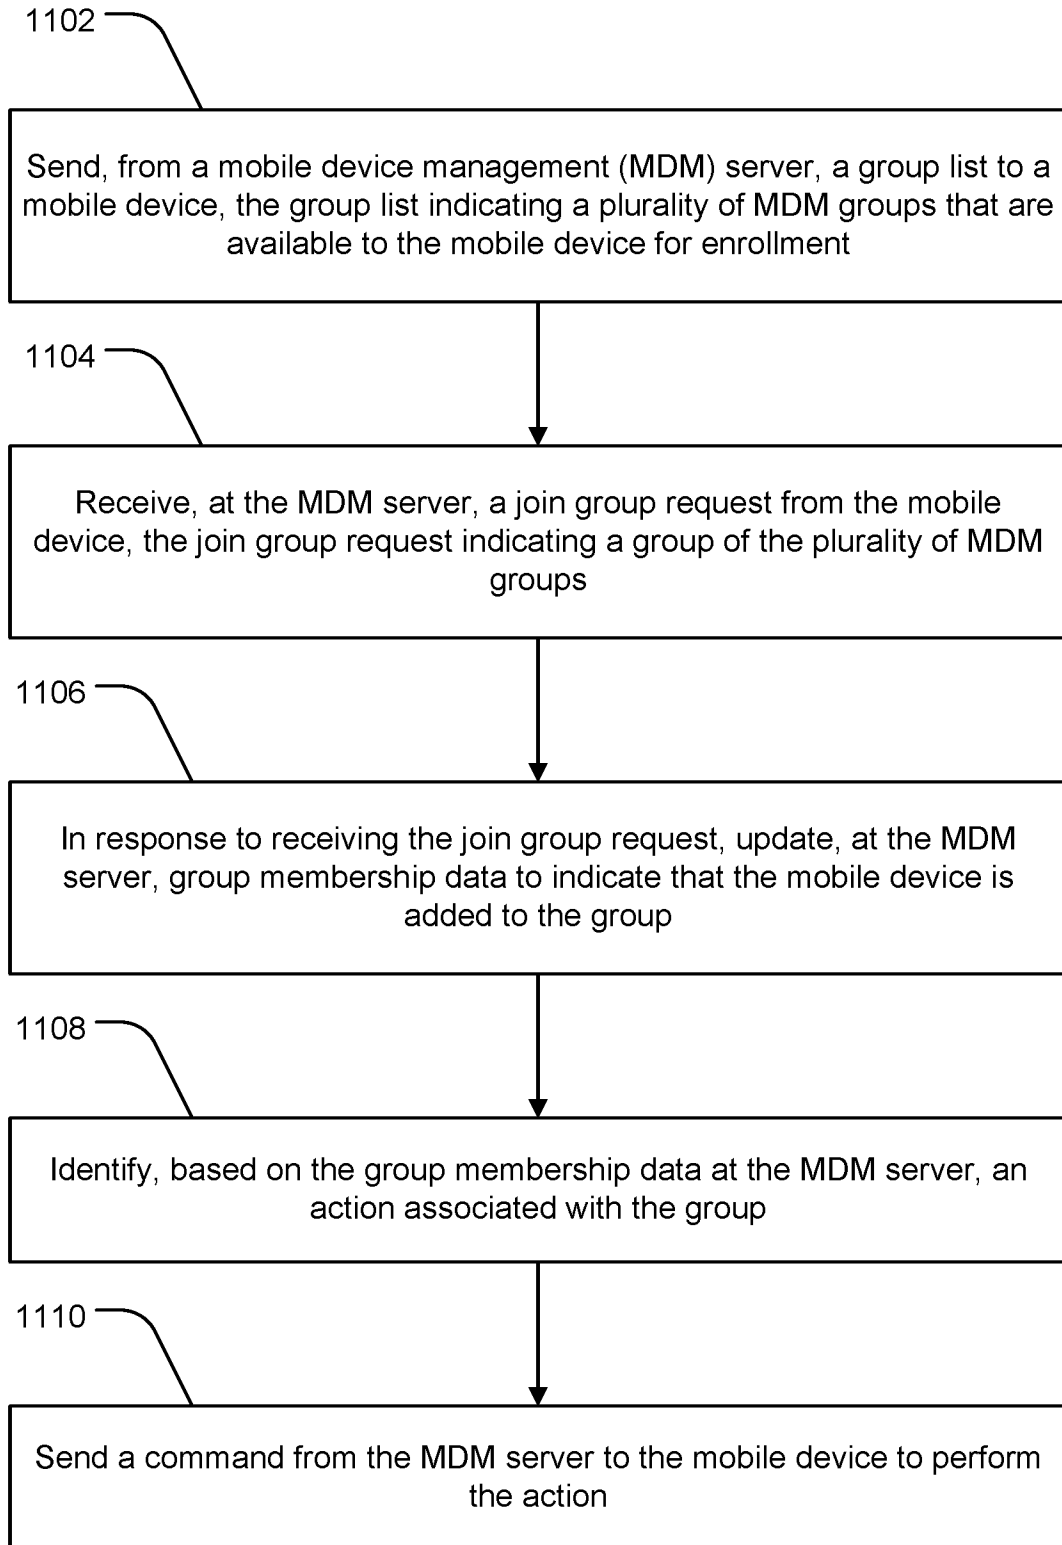 1102
Send, from a mobile device management (MDM) server, a group list to a
mobile device, the group list indicating a plurality of MDM groups that are
available to the mobile device for enrollment
1104
Receive, at the MDM server, a join group request from the mobile
device, the join group request indicating a group of the plurality of MDM
groups
1106
In response to receiving the join group request, update, at the MDM
server, group membership data to indicate that the mobile device is
added to the group
1108
Identify, based on the group membership data at the MDM server, an
action associated with the group
1110
Send a command from the MDM server to the mobile device to perform
the action